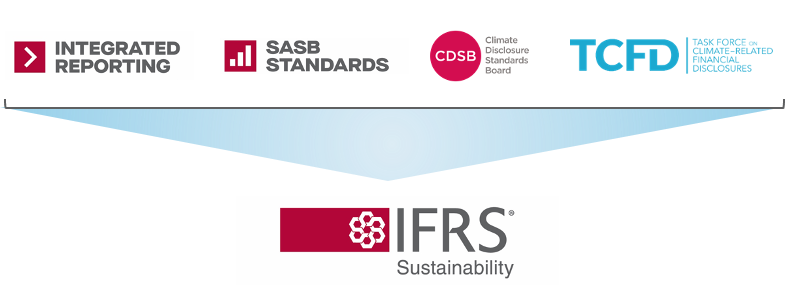 INTEGRATED
REPORTING
SASB
STANDARDS
CDSB
Climate
Disclosure
Standards
Board
TCFD
TASK FORCE ON
CLIMATE-RELATED
FINANCIAL
DISCLOSURES
IFRS®
Sustainability